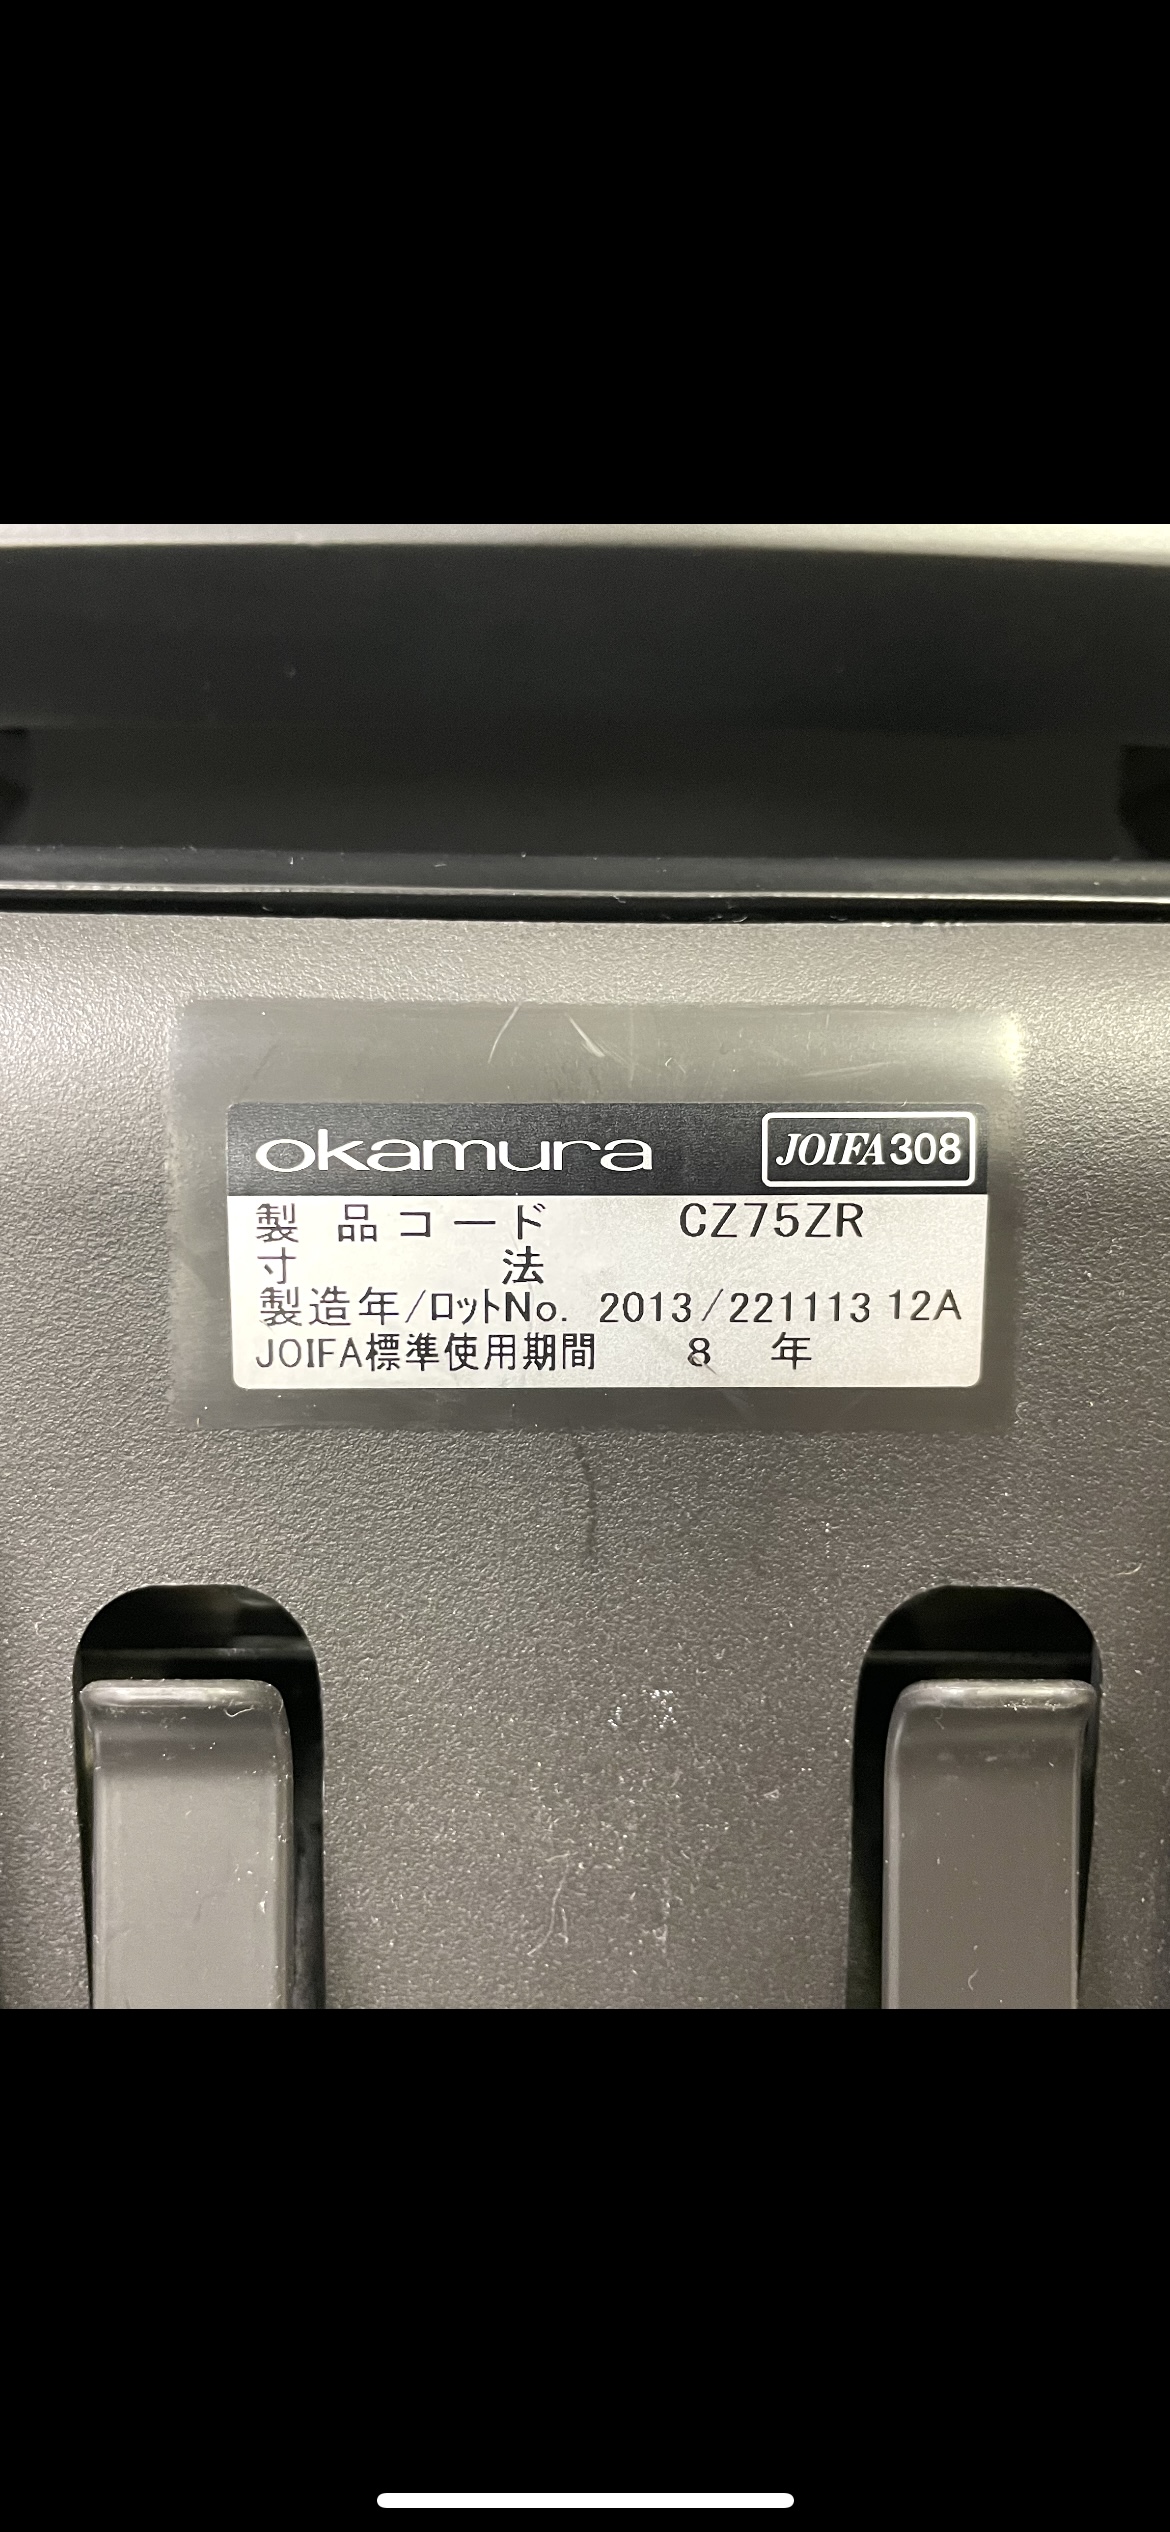 okamura JOIFA308
製品コード CZ75ZR
寸法
製造年/ロットNo. 2013/221113 12A
JOIFA標準使用期間 8 年